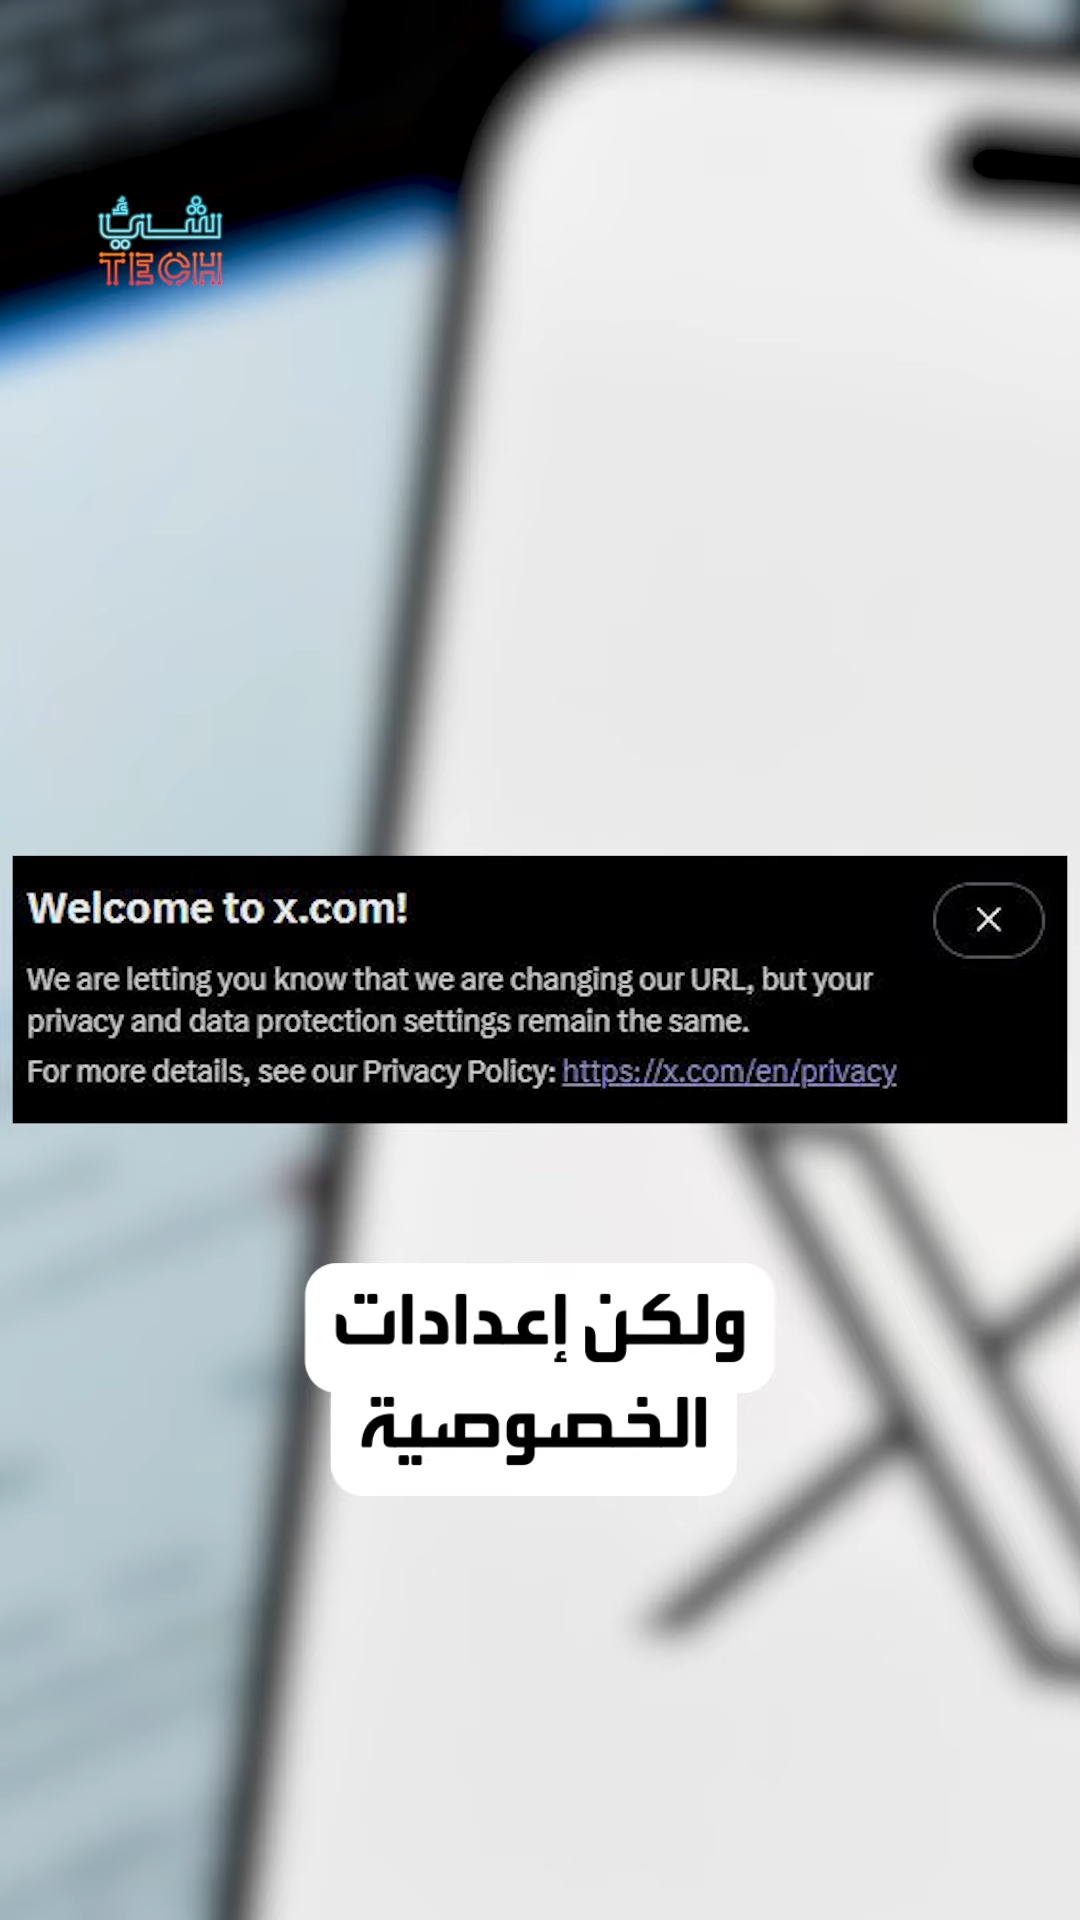 شيء
TECH
Welcome to x.com!
We are letting you know that we are changing our URL, but your
privacy and data protection settings remain the same.
For more details, see our Privacy Policy: https://x.com/en/privacy
ولكن إعدادات
الخصوصية